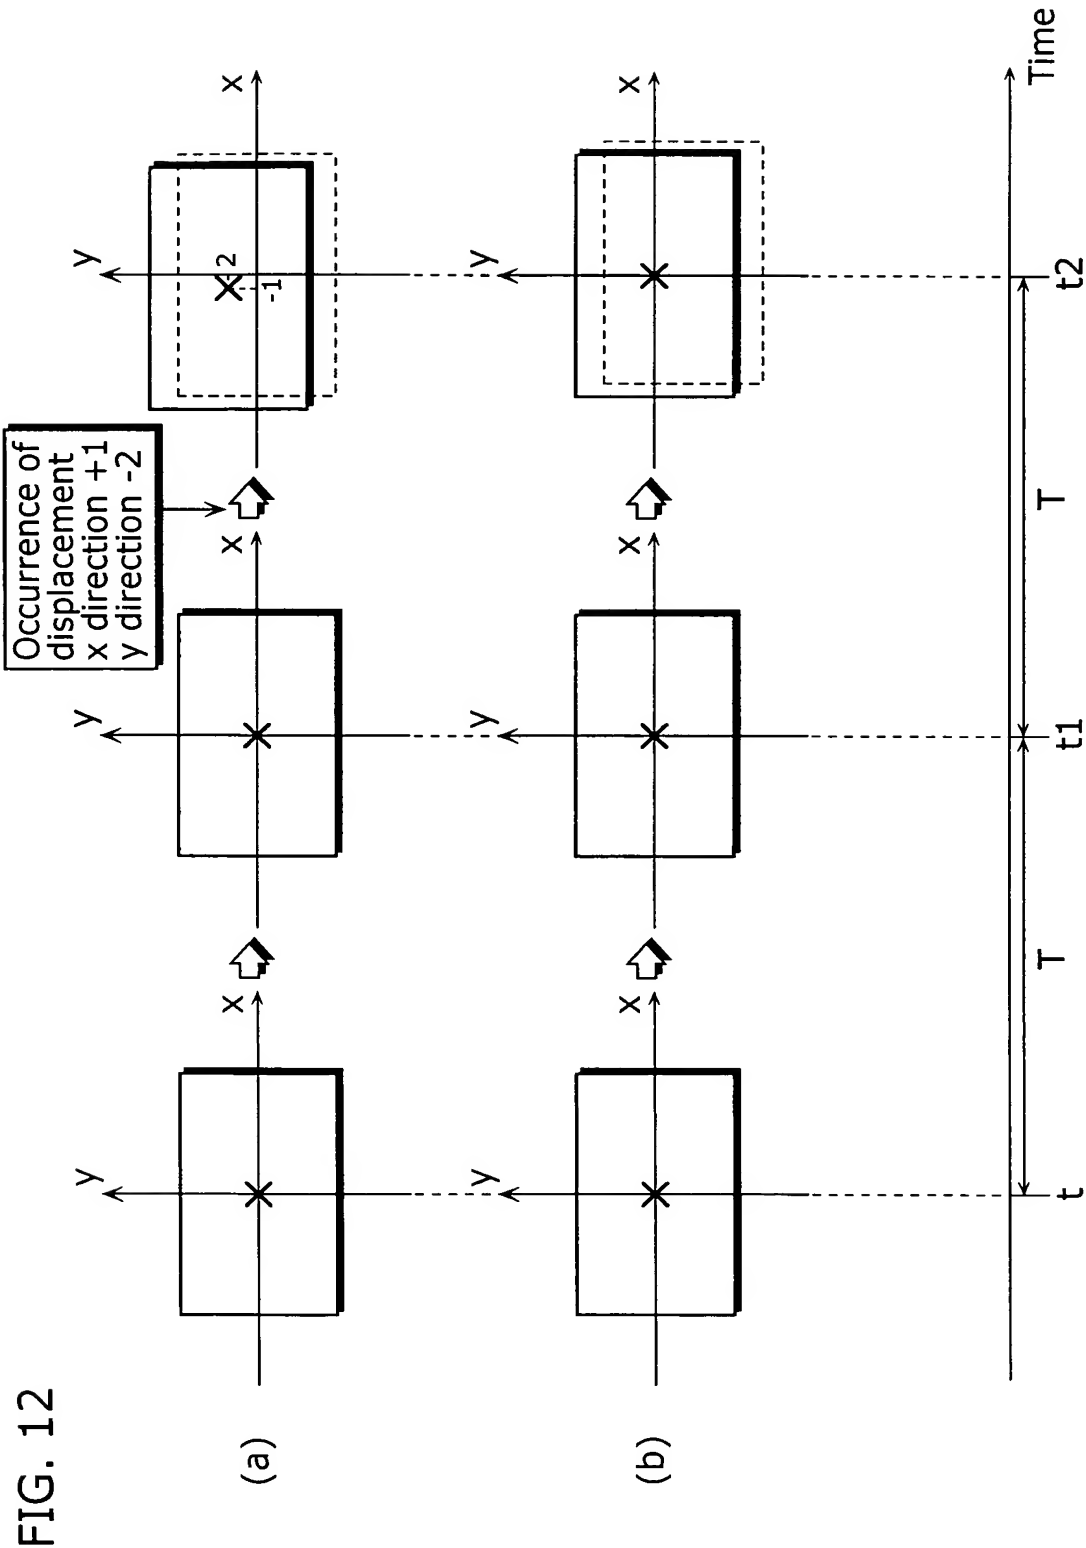 FIG. 12
Occurrence of
displacement
x direction +1
y direction -2
(a)
y
x
y
x
y
x
2
-1
(b)
y
x
y
x
y
x
Time
T
T
t
t1
t2